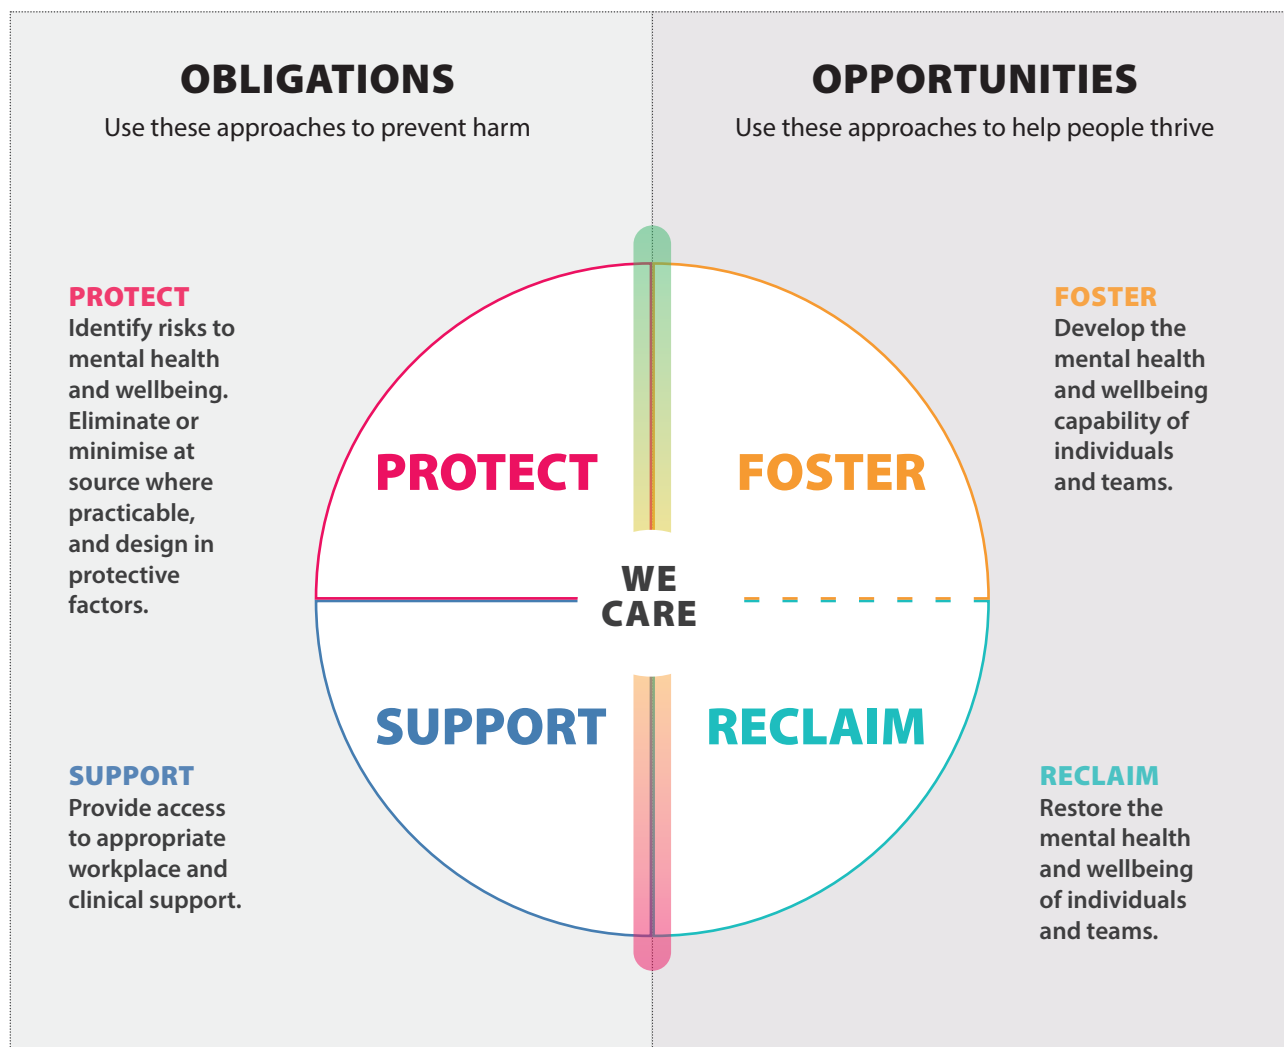 OBLIGATIONS
Use these approaches to prevent harm
OPPORTUNITIES
Use these approaches to help people thrive
PROTECT
Identify risks to
mental health
and wellbeing.
Eliminate or
minimise at
source where
practicable,
and design in
protective
factors.
FOSTER
Develop the
mental health
and wellbeing
capability of
individuals
and teams.
PROTECT
FOSTER
WE
CARE
SUPPORT
RECLAIM
SUPPORT
Provide access
to appropriate
workplace and
clinical support.
RECLAIM
Restore the
mental health
and wellbeing
of individuals
and teams.